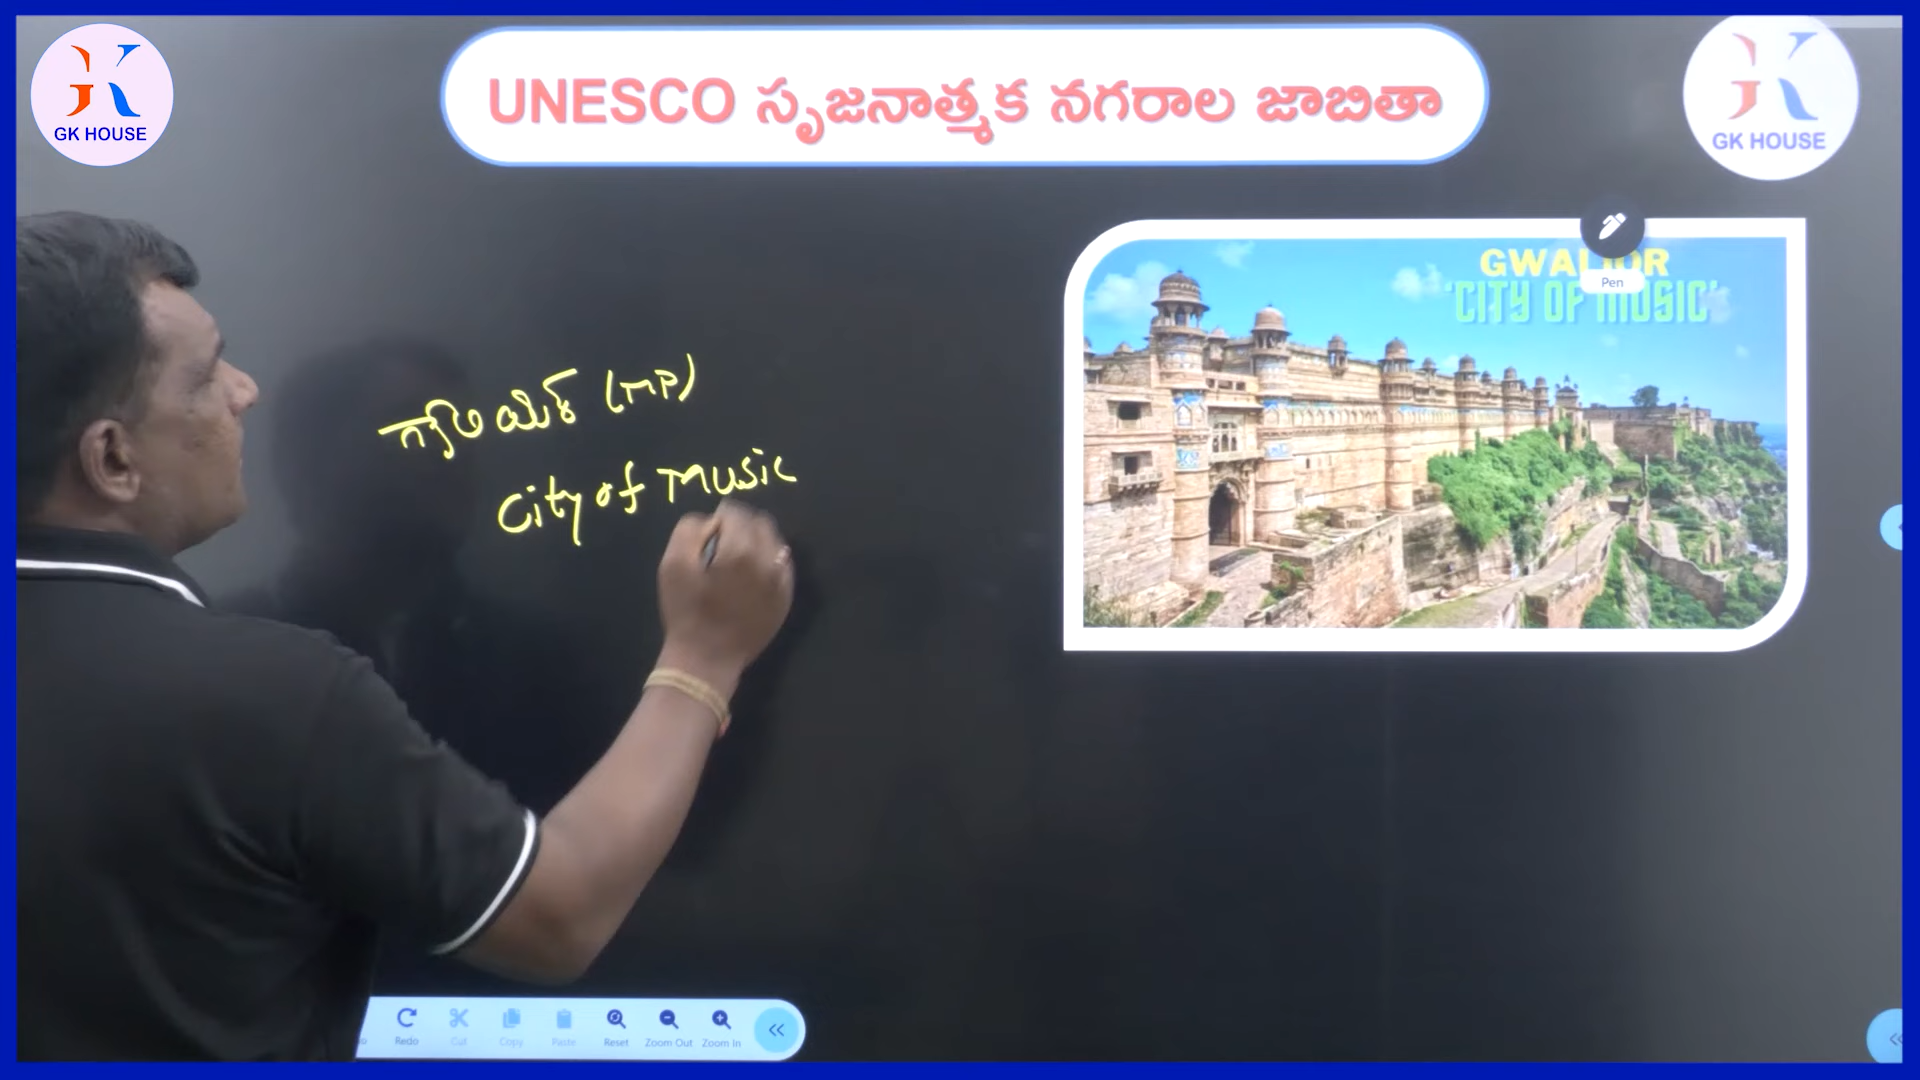 GK HOUSE
UNESCO సృజనాత్మక నగరాల జాబితా
GK HOUSE
GWALIOR
'CITY OF MUSIC'
Pen
గ్వాలియర్ (MP)
City of Music
Redo
Cut
Copy
Paste
Reset
Zoom Out
Zoom In